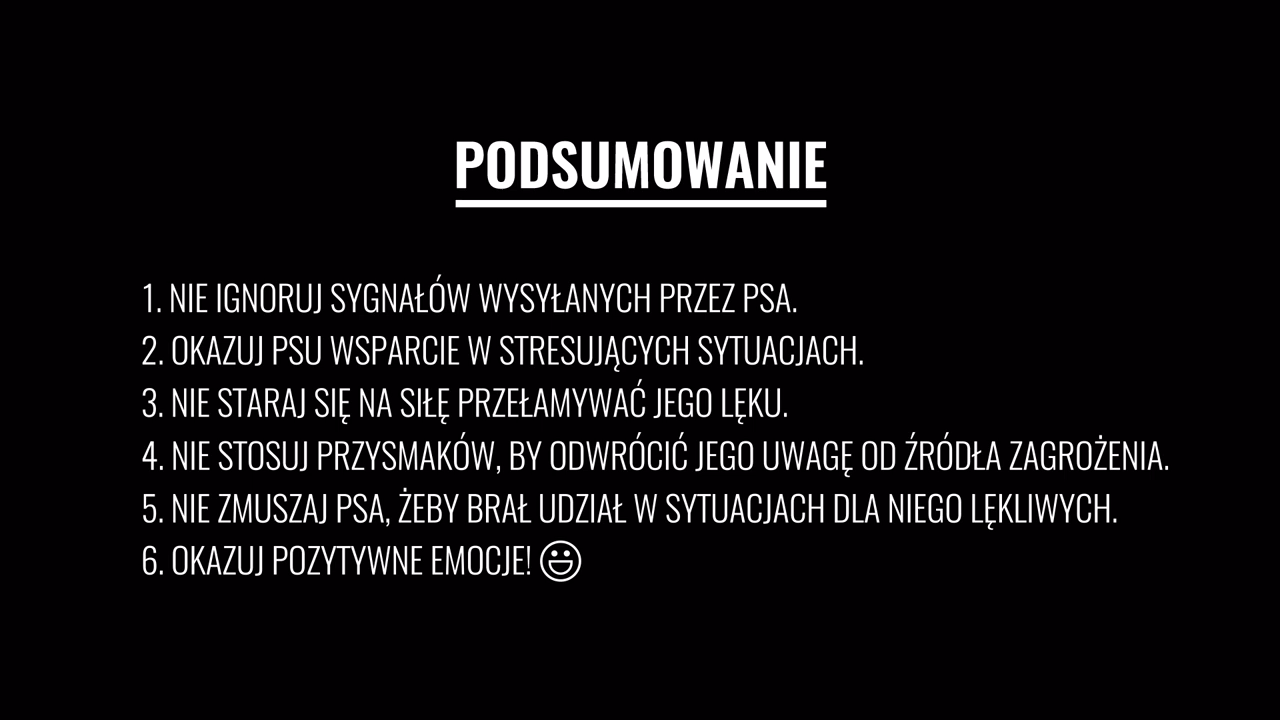 PODSUMOWANIE
1. NIE IGNORUJ SYGNAŁÓW WYSYŁANYCH PRZEZ PSA.
2. OKAZUJ PSU WSPARCIE W STRESUJĄCYCH SYTUACJACH.
3. NIE STARAJ SIĘ NA SIŁĘ PRZEŁAMYWAĆ JEGO LĘKU.
4. NIE STOSUJ PRZYSMAKÓW, BY ODWRÓCIĆ JEGO UWAGĘ OD ŹRÓDŁA ZAGROŻENIA.
5. NIE ZMUSZAJ PSA, ŻEBY BRAŁ UDZIAŁ W SYTUACJACH DLA NIEGO LĘKLIWYCH.
6. OKAZUJ POZYTYWNE EMOCJE! 😃